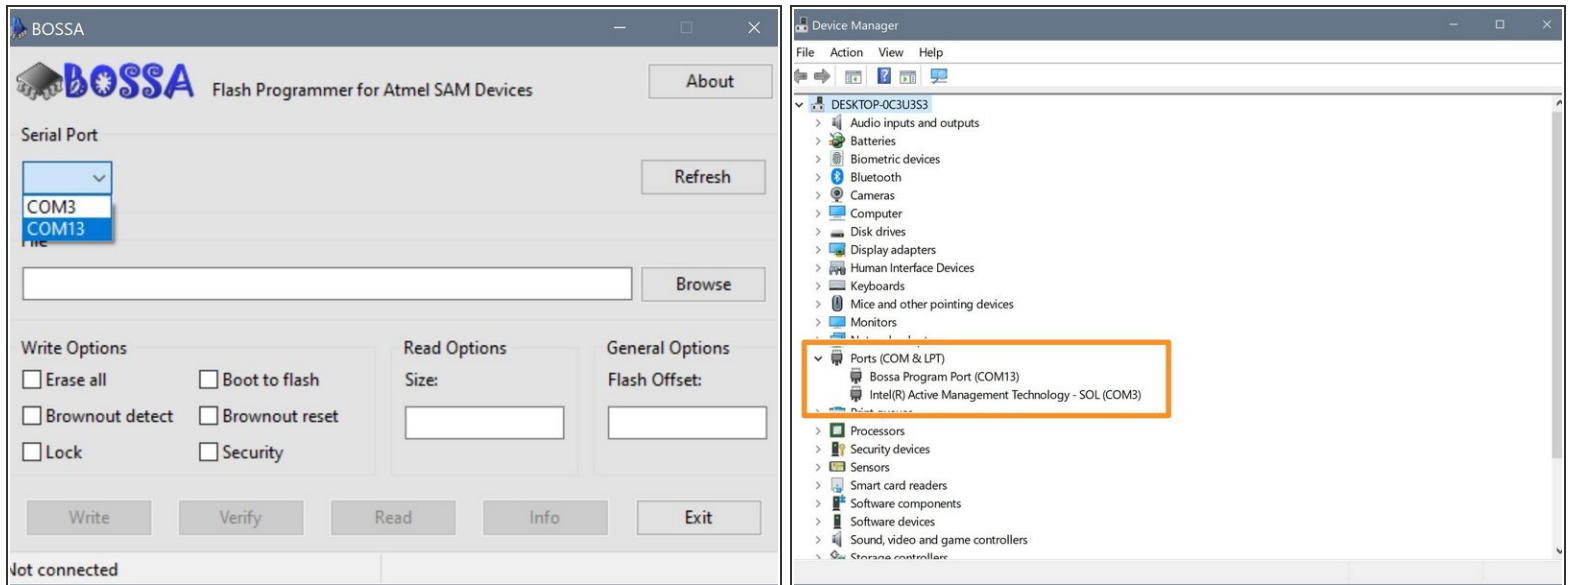 BOSSA
BOSSA Flash Programmer for Atmel SAM Devices
About
Serial Port
Refresh
COM3
COM13
File
Browse
Write Options
Erase all
Boot to flash
Brownout detect
Brownout reset
Lock
Security
Read Options
Size:
General Options
Flash Offset:
Write
Verify
Read
Info
Exit
Not connected
Device Manager
File Action View Help
DESKTOP-0C3U3S3
Audio inputs and outputs
Batteries
Biometric devices
Bluetooth
Cameras
Computer
Disk drives
Display adapters
Human Interface Devices
Keyboards
Mice and other pointing devices
Monitors
Ports (COM & LPT)
Bossa Program Port (COM13)
Intel(R) Active Management Technology - SOL (COM3)
Print queues
Processors
Security devices
Sensors
Smart card readers
Software components
Software devices
Sound, video and game controllers
Storage controllers